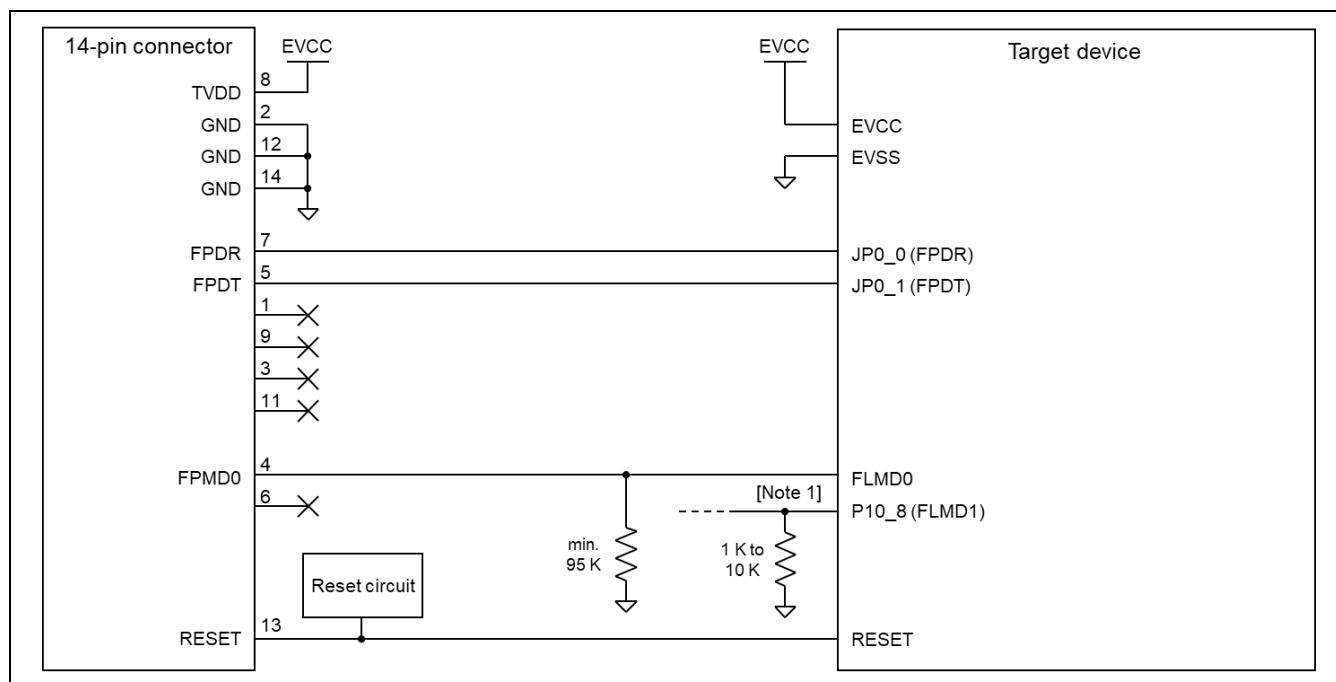 14-pin connector
EVCC
EVCC
Target device
8
TVDD
2
GND
EVCC
12
GND
EVSS
14
GND
7
FPDR
JP0_0 (FPDR)
5
FPDT
JP0_1 (FPDT)
1
9
3
11
4
FPMD0
FLMD0
6
[Note 1]
P10_8 (FLMD1)
min.
95 K
1 K to
10 K
Reset circuit
13
RESET
RESET